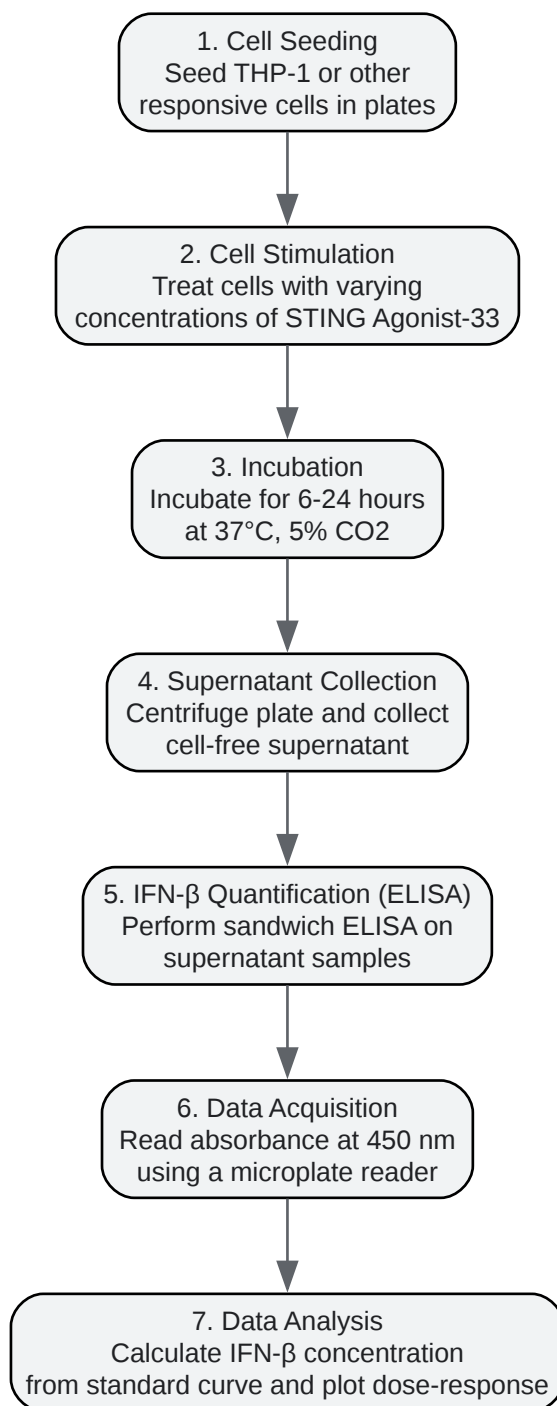 1. Cell Seeding
Seed THP-1 or other
responsive cells in plates
2. Cell Stimulation
Treat cells with varying
concentrations of STING Agonist-33
3. Incubation
Incubate for 6-24 hours
at 37°C, 5% CO2
4. Supernatant Collection
Centrifuge plate and collect
cell-free supernatant
5. IFN-β Quantification (ELISA)
Perform sandwich ELISA on
supernatant samples
6. Data Acquisition
Read absorbance at 450 nm
using a microplate reader
7. Data Analysis
Calculate IFN-β concentration
from standard curve and plot dose-response